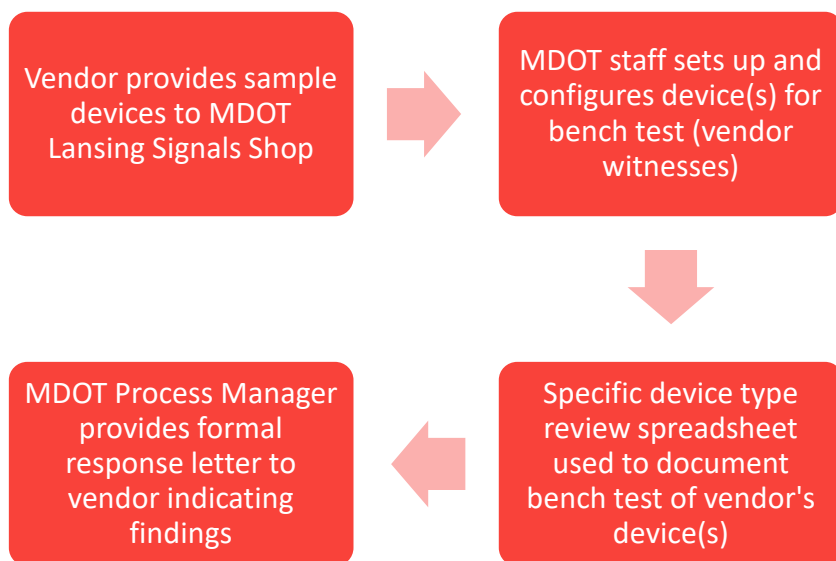 Vendor provides sample
devices to MDOT
Lansing Signals Shop
MDOT staff sets up and
configures device(s) for
bench test (vendor
witnesses)
Specific device type
review spreadsheet
used to document
bench test of vendor's
device(s)
MDOT Process Manager
provides formal
response letter to
vendor indicating
findings